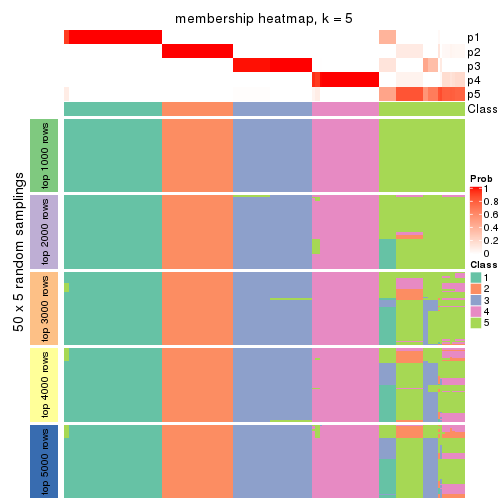 membership heatmap, k = 5
p1
p2
p3
p4
p5
Class
50 x 5 random samplings
top 1000 rows
top 2000 rows
top 3000 rows
top 4000 rows
top 5000 rows
Prob
1
0.8
0.6
0.4
0.2
0
Class
1
2
3
4
5